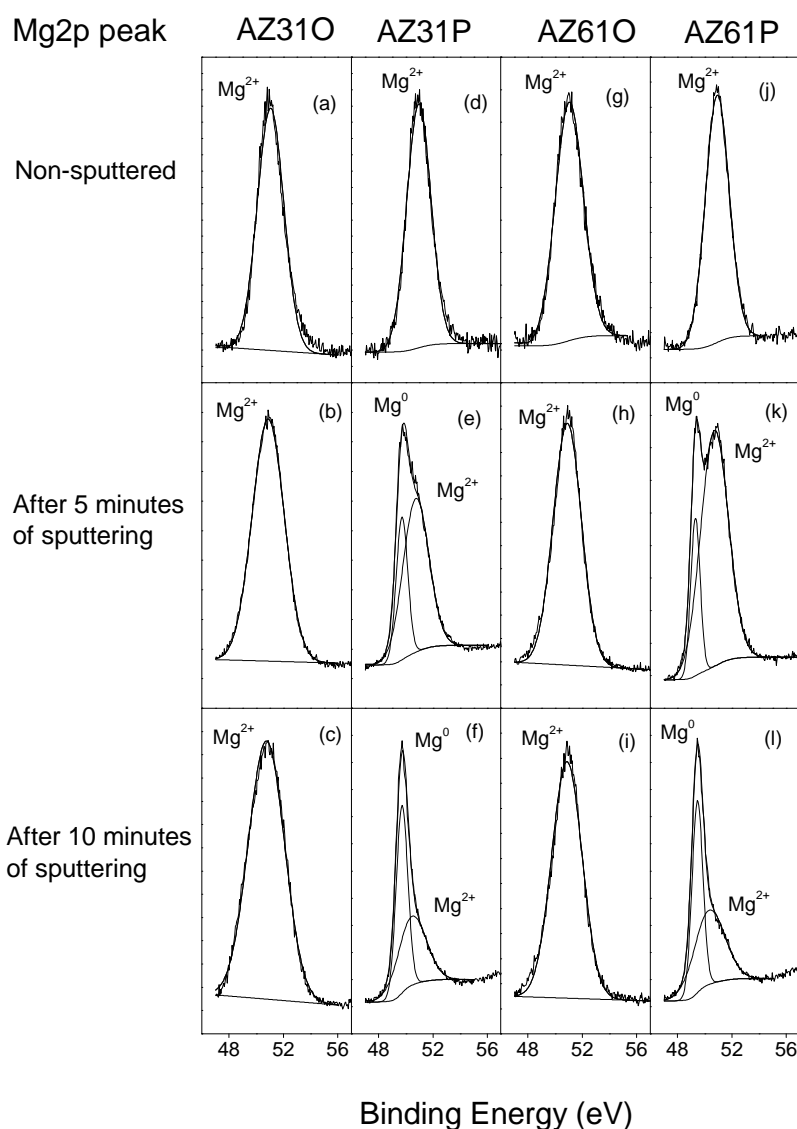 Mg2p peak AZ31O AZ31P AZ61O AZ61P
Non-sputtered
Mg²⁺ (a)
Mg²⁺ (d)
Mg²⁺ (g)
Mg²⁺ (j)
After 5 minutes
of sputtering
Mg²⁺ (b)
Mg⁰ (e)
Mg²⁺
Mg²⁺ (h)
Mg⁰ (k)
Mg²⁺
After 10 minutes
of sputtering
Mg²⁺ (c)
Mg⁰ (f)
Mg²⁺
Mg²⁺ (i)
Mg⁰ (l)
Mg²⁺
48 52 56 48 52 56 48 52 56 48 52 56
Binding Energy (eV)